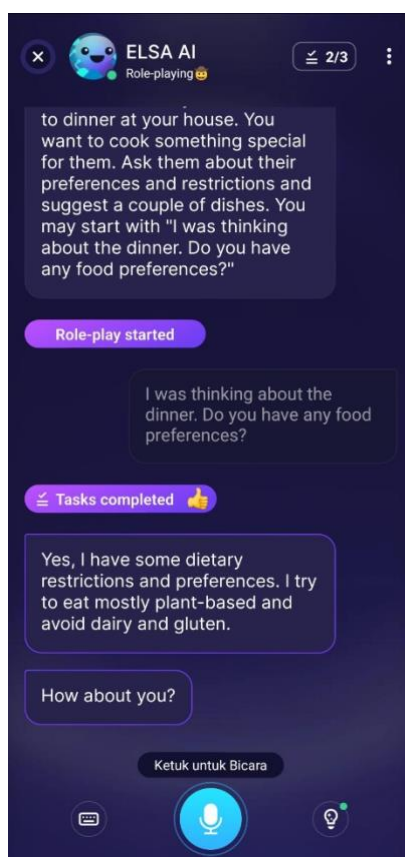 ELSA AI
Role-playing🤠
2/3
to dinner at your house. You
want to cook something special
for them. Ask them about their
preferences and restrictions and
suggest a couple of dishes. You
may start with "I was thinking
about the dinner. Do you have
any food preferences?"
Role-play started
I was thinking about the
dinner. Do you have any food
preferences?
Tasks completed 👍
Yes, I have some dietary
restrictions and preferences. I try
to eat mostly plant-based and
avoid dairy and gluten.
How about you?
Ketuk untuk Bicara